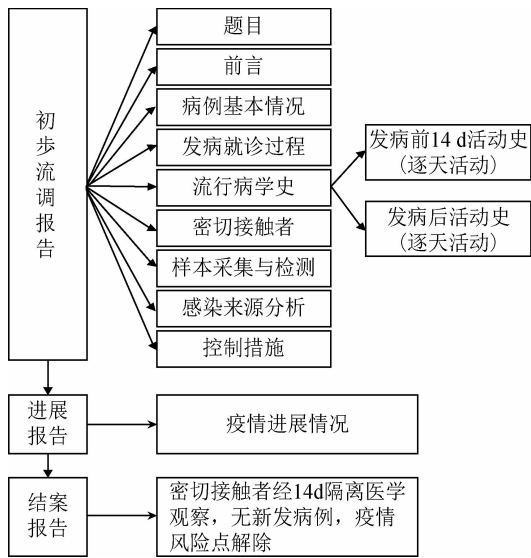 初步流调报告
题目
前言
病例基本情况
发病就诊过程
流行病学史
密切接触者
样本采集与检测
感染来源分析
控制措施
发病前14 d活动史
(逐天活动)
发病后活动史
(逐天活动)
进展
报告
疫情进展情况
结案
报告
密切接触者经14d隔离医学
观察，无新发病例，疫情
风险点解除